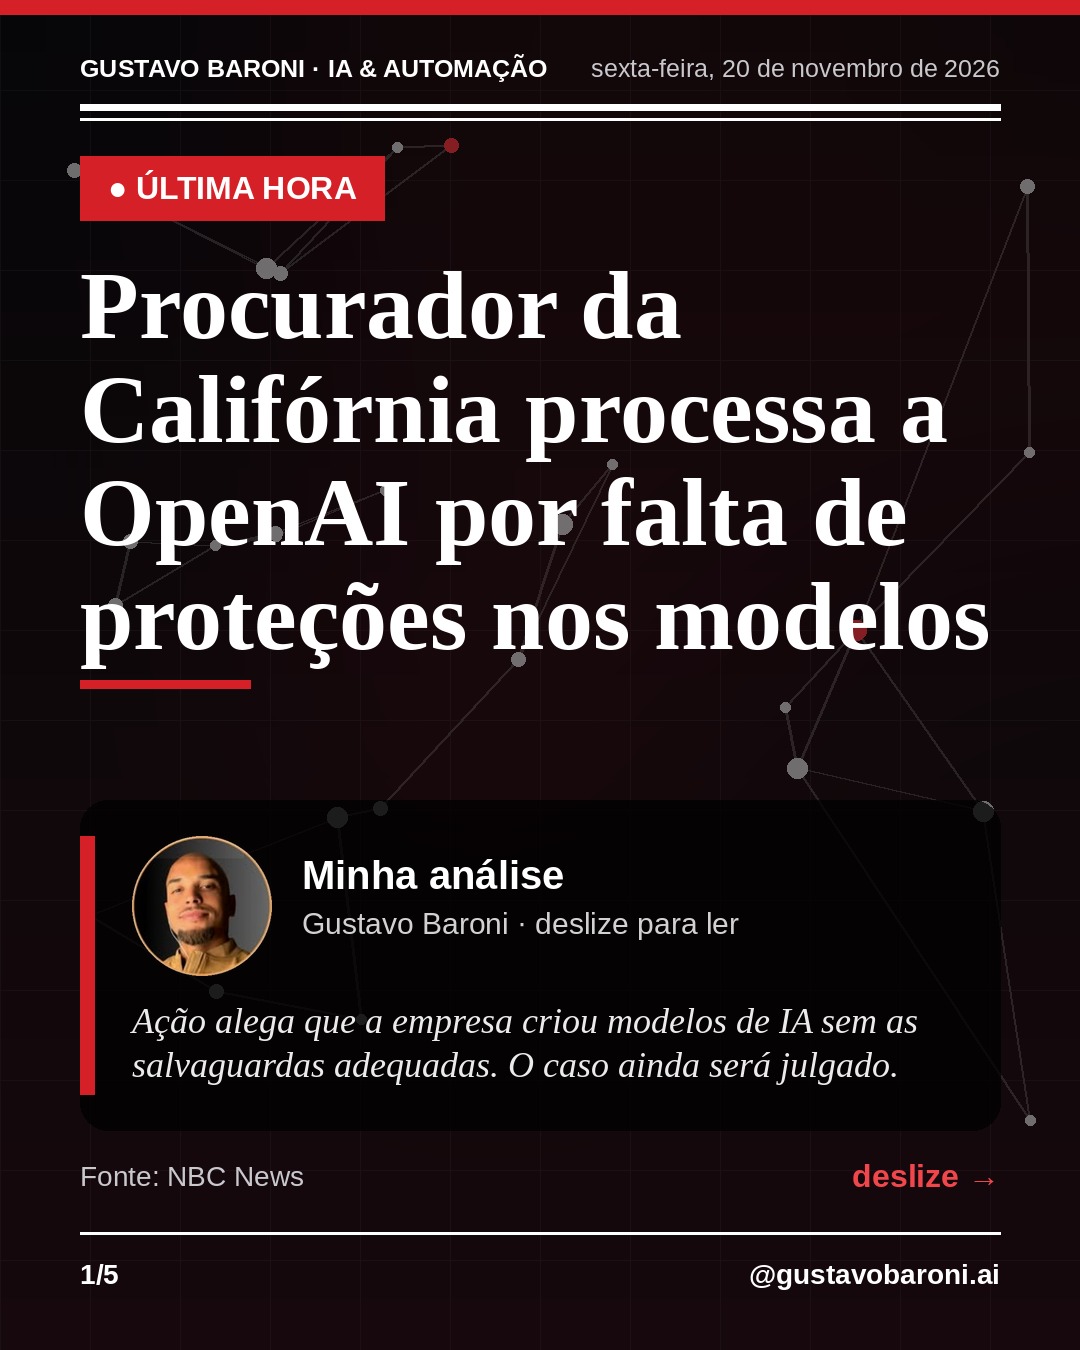 GUSTAVO BARONI · IA & AUTOMAÇÃO
sexta-feira, 20 de novembro de 2026
● ÚLTIMA HORA
Procurador da
Califórnia processa a
OpenAI por falta de
proteções nos modelos
Minha análise
Gustavo Baroni · deslize para ler
Ação alega que a empresa criou modelos de IA sem as
salvaguardas adequadas. O caso ainda será julgado.
Fonte: NBC News
deslize →
1/5
@gustavobaroni.ai